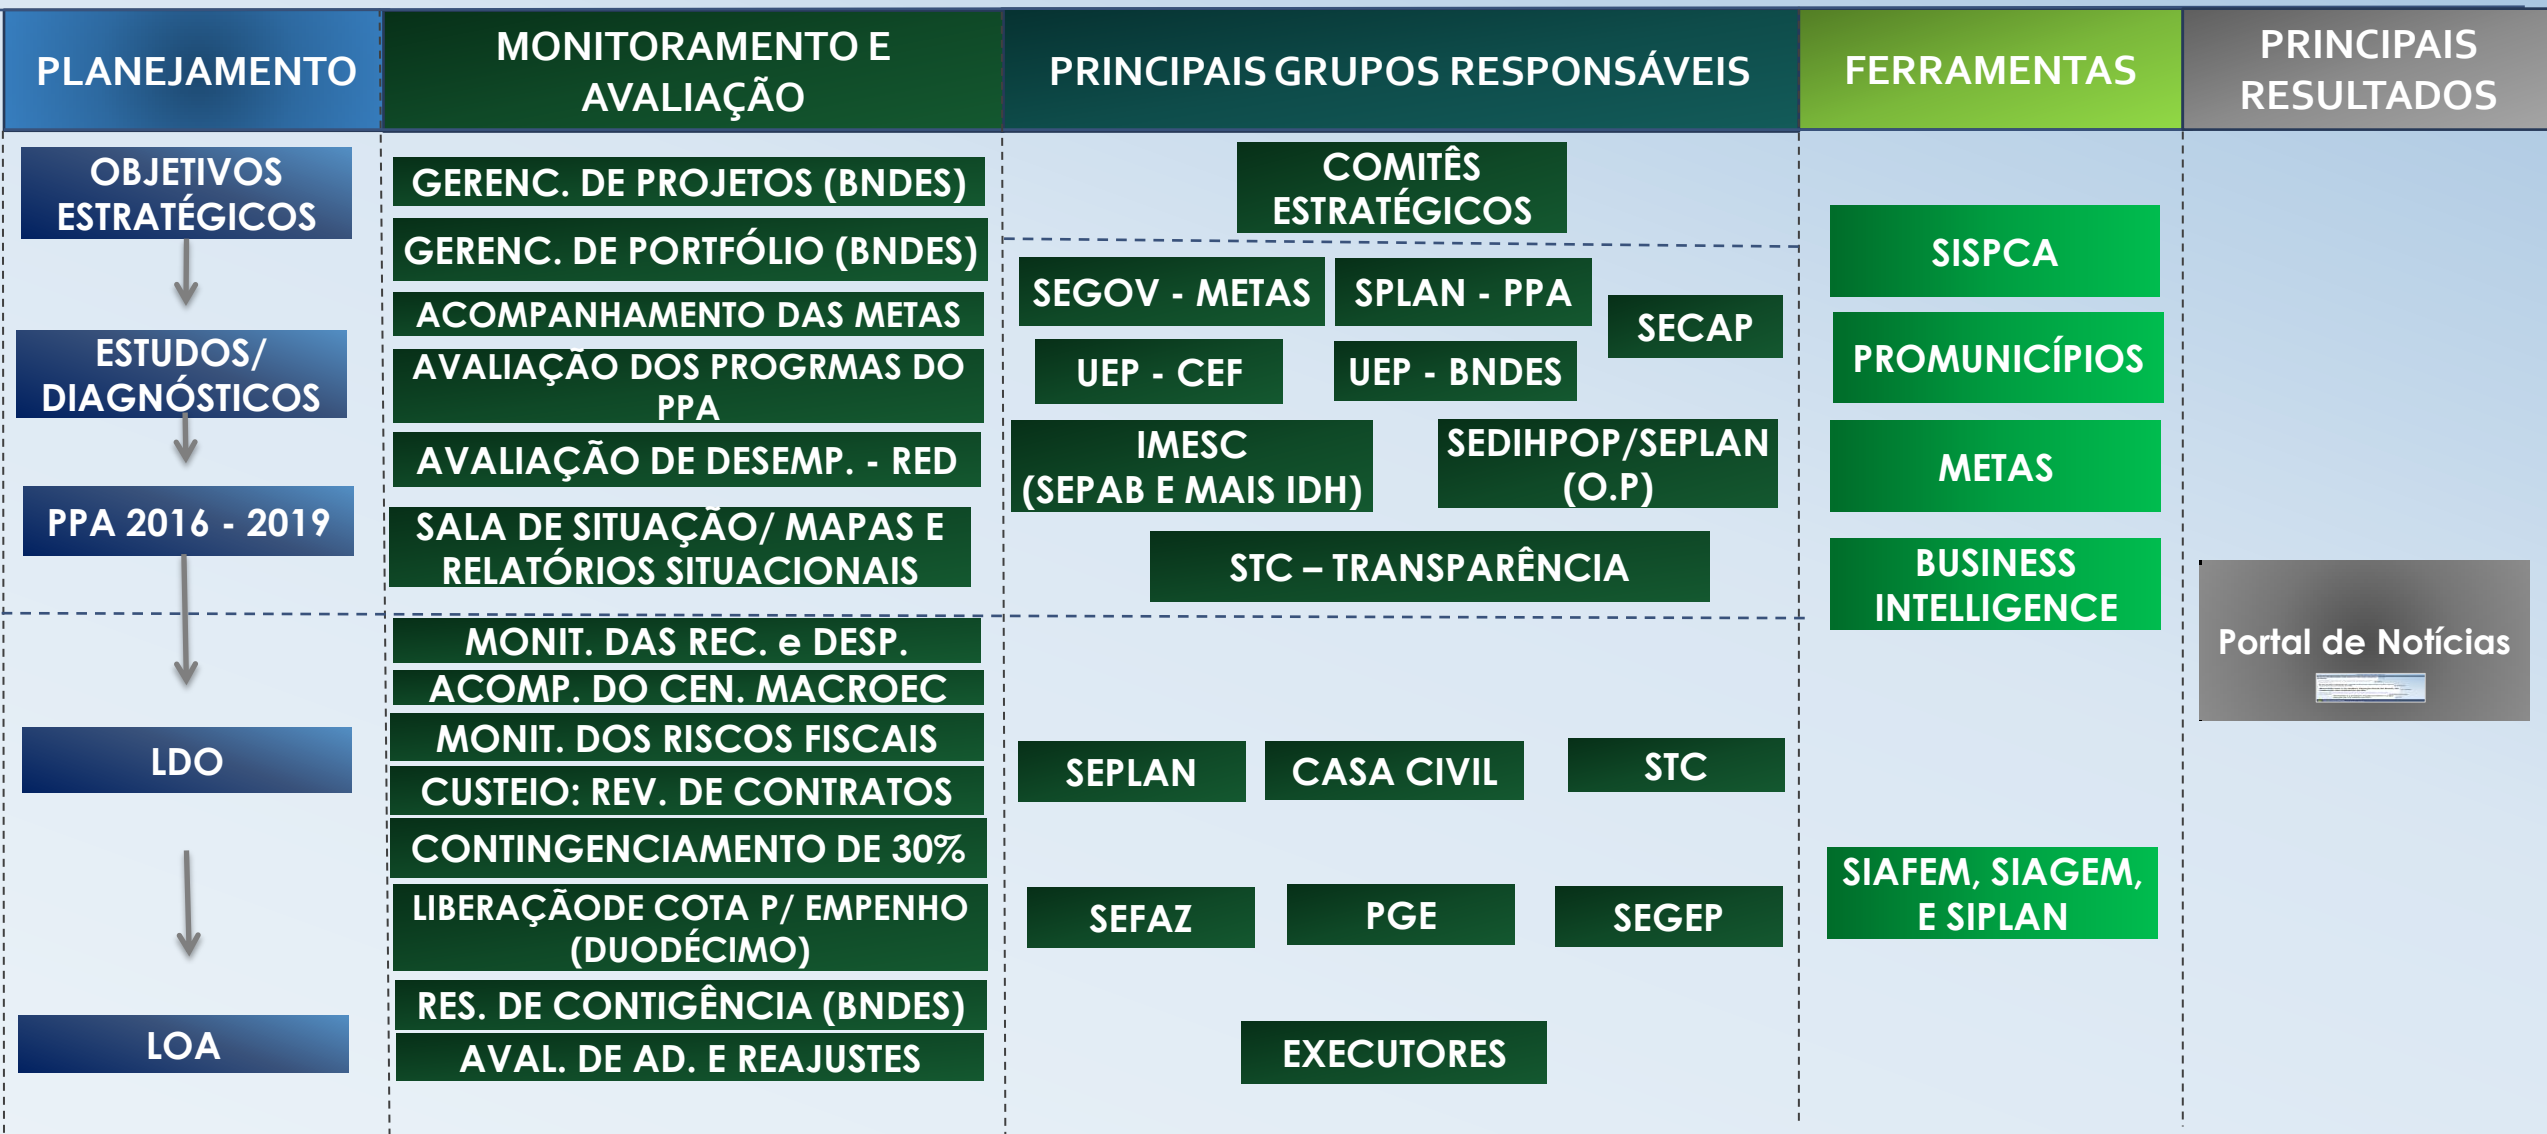 PLANEJAMENTO
MONITORAMENTO E
AVALIAÇÃO
PRINCIPAIS GRUPOS RESPONSÁVEIS
FERRAMENTAS
PRINCIPAIS
RESULTADOS
OBJETIVOS
ESTRATÉGICOS
ESTUDOS/
DIAGNÓSTICOS
PPA 2016 - 2019
LDO
LOA
GERENC. DE PROJETOS (BNDES)
GERENC. DE PORTFÓLIO (BNDES)
ACOMPANHAMENTO DAS METAS
AVALIAÇÃO DOS PROGRMAS DO
PPA
AVALIAÇÃO DE DESEMP. - RED
SALA DE SITUAÇÃO/ MAPAS E
RELATÓRIOS SITUACIONAIS
MONIT. DAS REC. e DESP.
ACOMP. DO CEN. MACROEC
MONIT. DOS RISCOS FISCAIS
CUSTEIO: REV. DE CONTRATOS
CONTINGENCIAMENTO DE 30%
LIBERAÇÃODE COTA P/ EMPENHO
(DUODÉCIMO)
RES. DE CONTIGÊNCIA (BNDES)
AVAL. DE AD. E REAJUSTES
COMITÊS
ESTRATÉGICOS
SEGOV - METAS
SPLAN - PPA
SECAP
UEP - CEF
UEP - BNDES
IMESC
(SEPAB E MAIS IDH)
SEDIHPOP/SEPLAN
(O.P)
STC – TRANSPARÊNCIA
SEPLAN
CASA CIVIL
STC
SEFAZ
PGE
SEGEP
EXECUTORES
SISPCA
PROMUNICÍPIOS
METAS
BUSINESS
INTELLIGENCE
SIAFEM, SIAGEM,
E SIPLAN
Portal de Notícias